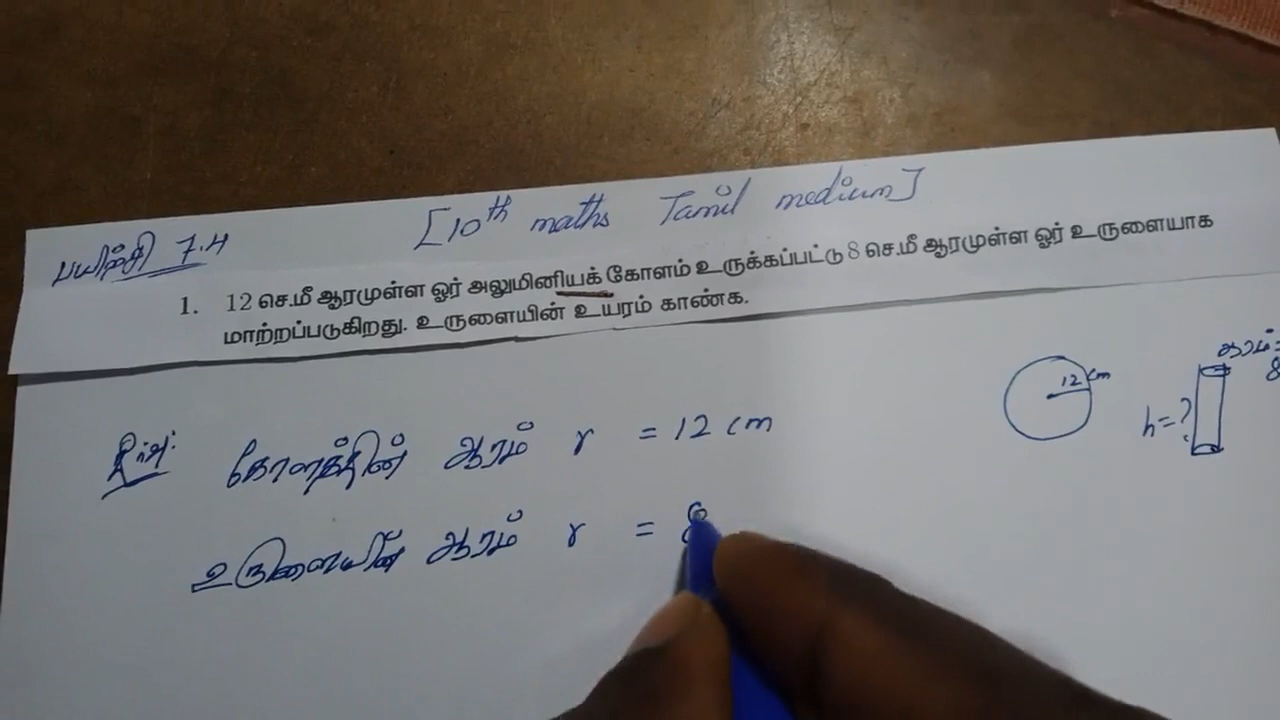 [10th maths Tamil medium]
பயிற்சி 7.4
1. 12 செ.மீ ஆரமுள்ள ஓர் அலுமினியக் கோளம் உருக்கப்பட்டு 8 செ.மீ ஆரமுள்ள ஓர் உருளையாக
மாற்றப்படுகிறது. உருளையின் உயரம் காண்க.
ஆரம் =
8
12 cm
h = ?
தீர்வு: கோளத்தின் ஆரம் r = 12 cm
உருளையின் ஆரம் r = 8